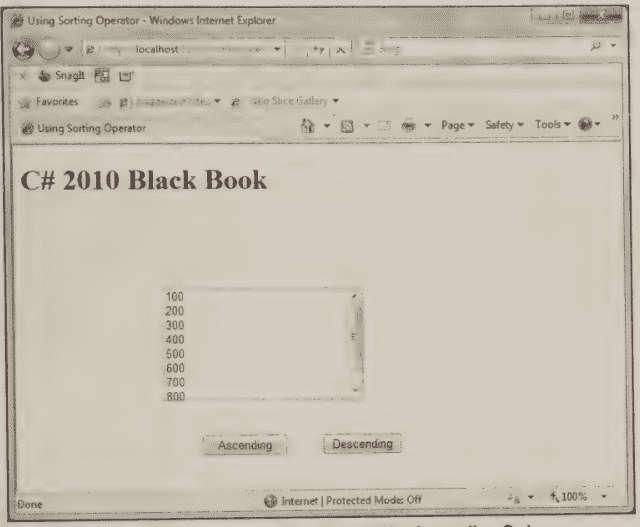 Using Sorting Operator - Windows Internet Explorer
localhost
Snagit
Favorites
Slice Gallery
Using Sorting Operator
Page
Safety
Tools
C# 2010 Black Book
100
200
300
400
500
600
700
800
Ascending
Descending
Done
Internet | Protected Mode: Off
100%